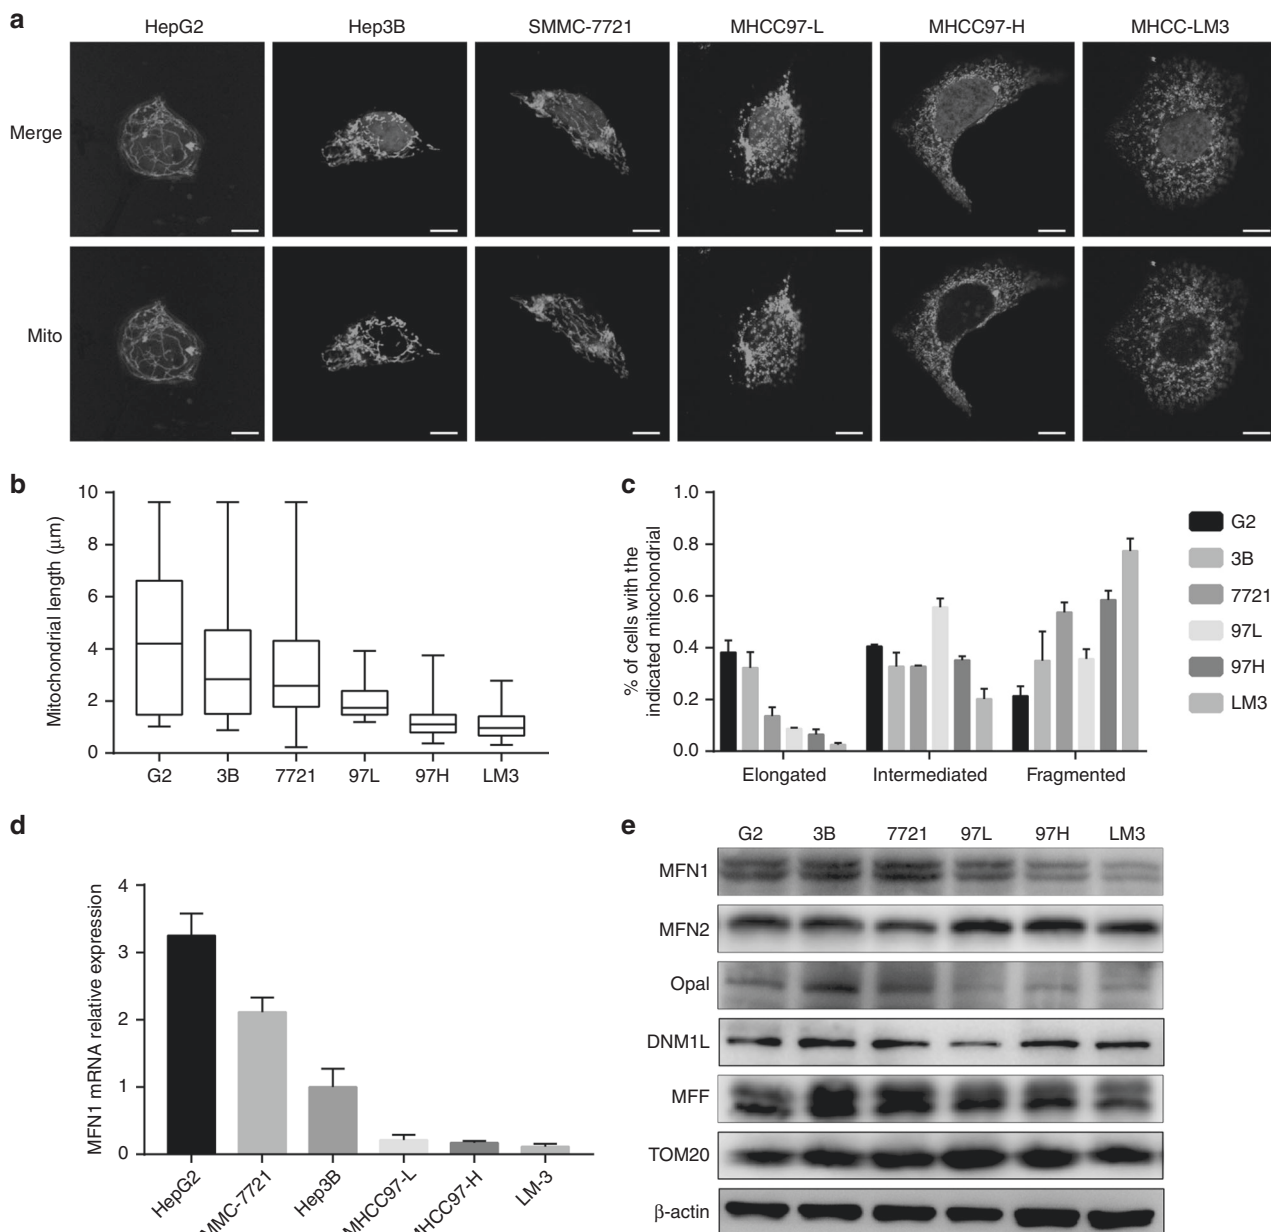 a
HepG2 Hep3B SMMC-7721 MHCC97-L MHCC97-H MHCC-LM3
Merge
Mito
b
Mitochondrial length (μm)
10
8
6
4
2
0
G2 3B 7721 97L 97H LM3
c
% of cells with the
indicated mitochondrial
1.0
0.8
0.6
0.4
0.2
0.0
Elongated Intermediated Fragmented
G2
3B
7721
97L
97H
LM3
d
MFN1 mRNA relative expression
4
3
2
1
0
HepG2 SMMC-7721 Hep3B MHCC97-L MHCC97-H LM-3
e
G2 3B 7721 97L 97H LM3
MFN1
MFN2
Opal
DNM1L
MFF
TOM20
β-actin